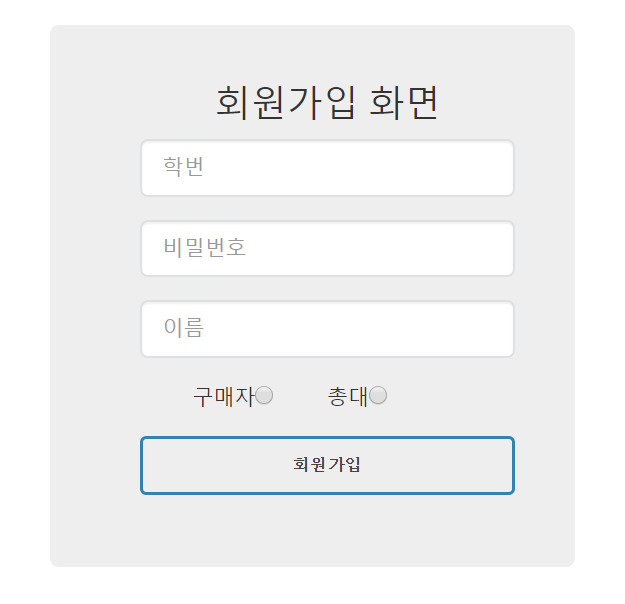 회원가입 화면
학번
비밀번호
이름
구매자 총대
회원가입